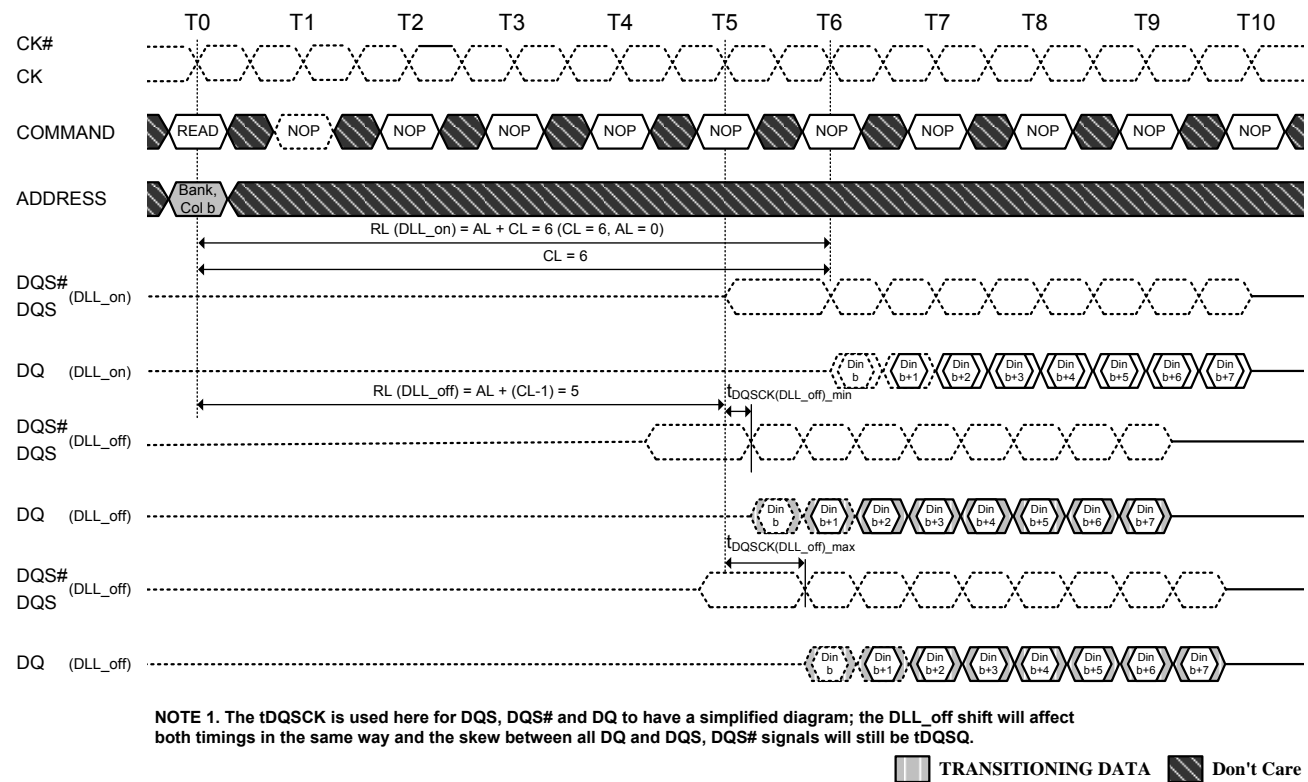 T0 T1 T2 T3 T4 T5 T6 T7 T8 T9 T10
CK#
CK
COMMAND READ NOP NOP NOP NOP NOP NOP NOP NOP NOP NOP
ADDRESS Bank,
Col b
RL (DLL_on) = AL + CL = 6 (CL = 6, AL = 0)
CL = 6
DQS# (DLL_on)
DQS
DQ (DLL_on) Din b Din b+1 Din b+2 Din b+3 Din b+4 Din b+5 Din b+6 Din b+7
RL (DLL_off) = AL + (CL-1) = 5 tDQSCK(DLL_off)_min
DQS# (DLL_off)
DQS
DQ (DLL_off) Din b Din b+1 Din b+2 Din b+3 Din b+4 Din b+5 Din b+6 Din b+7
tDQSCK(DLL_off)_max
DQS# (DLL_off)
DQS
DQ (DLL_off) Din b Din b+1 Din b+2 Din b+3 Din b+4 Din b+5 Din b+6 Din b+7
NOTE 1. The tDQSCK is used here for DQS, DQS# and DQ to have a simplified diagram; the DLL_off shift will affect
both timings in the same way and the skew between all DQ and DQS, DQS# signals will still be tDQSQ.
TRANSITIONING DATA Don't Care